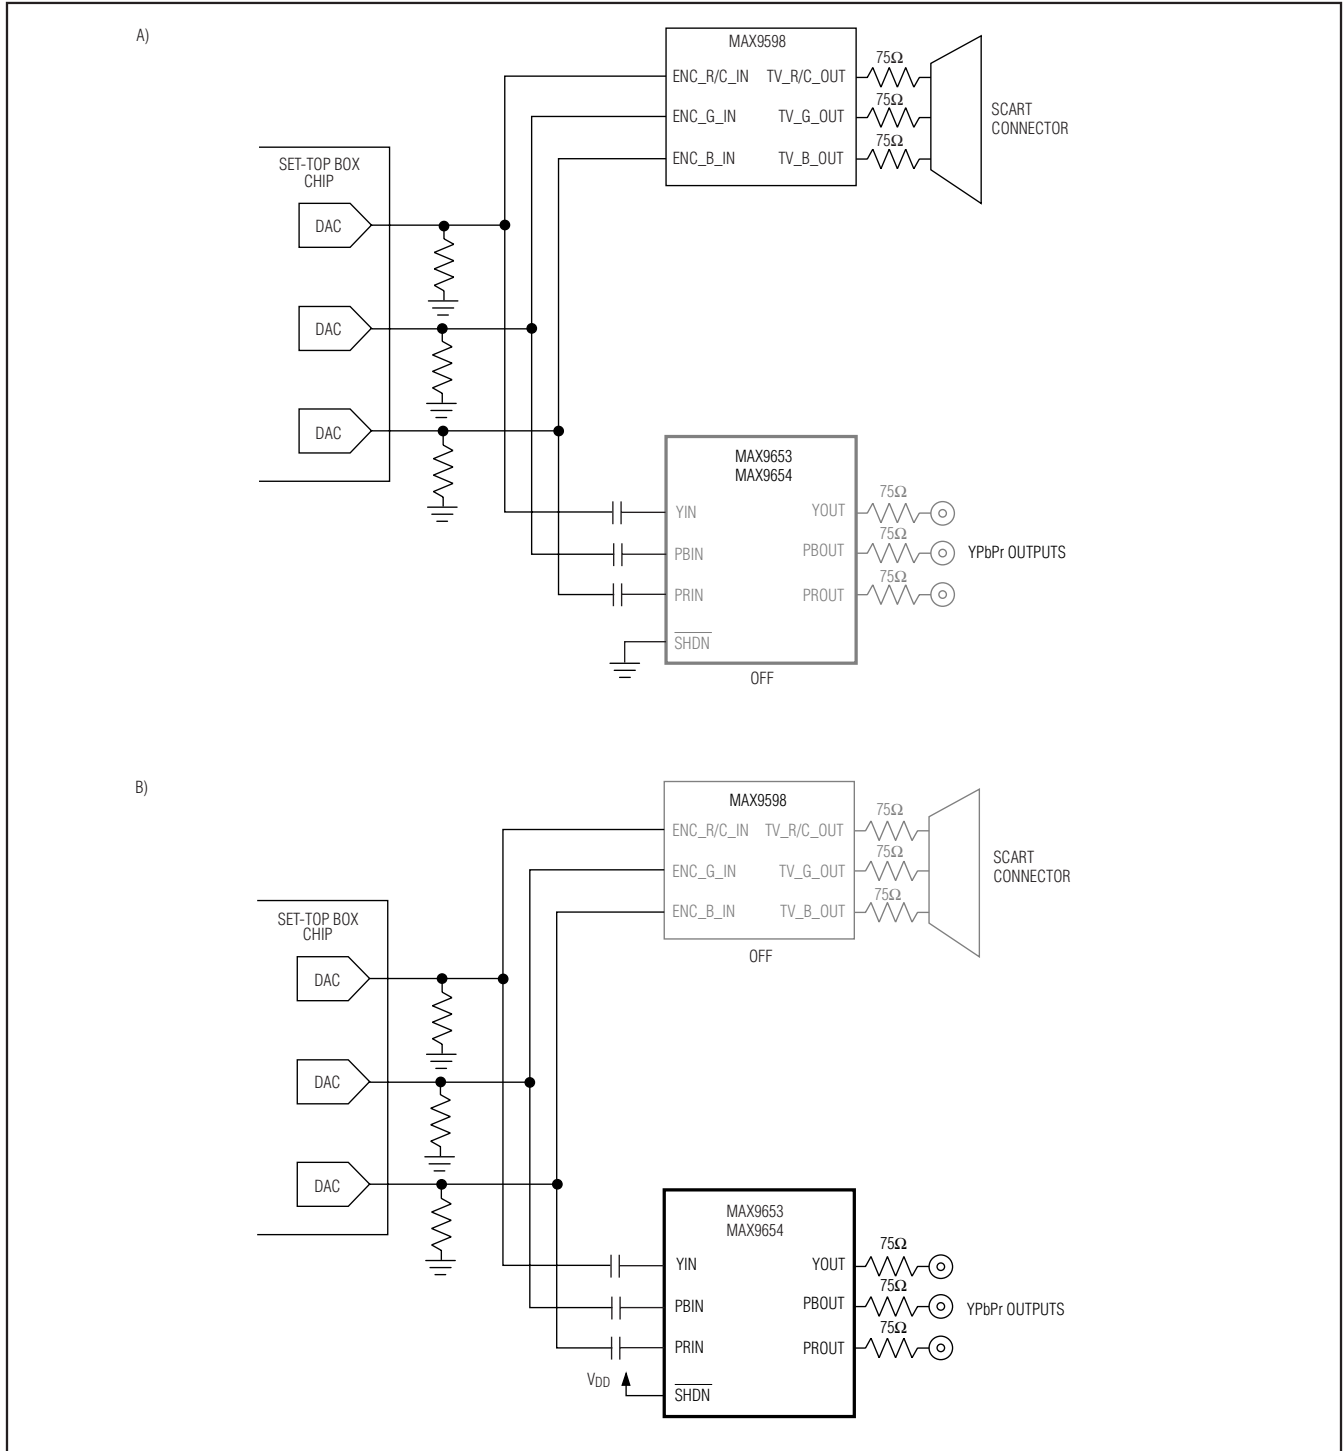 A)
MAX9598
ENC_R/C_IN TV_R/C_OUT
75Ω
ENC_G_IN TV_G_OUT
75Ω
ENC_B_IN TV_B_OUT
75Ω
SCART
CONNECTOR
SET-TOP BOX
CHIP
DAC
DAC
DAC
MAX9653
MAX9654
YIN YOUT
75Ω
PBIN PBOUT
75Ω
YPbPr OUTPUTS
PRIN PROUT
75Ω
SHDN
OFF
B)
MAX9598
ENC_R/C_IN TV_R/C_OUT
75Ω
ENC_G_IN TV_G_OUT
75Ω
ENC_B_IN TV_B_OUT
75Ω
SCART
CONNECTOR
OFF
SET-TOP BOX
CHIP
DAC
DAC
DAC
MAX9653
MAX9654
YIN YOUT
75Ω
PBIN PBOUT
75Ω
YPbPr OUTPUTS
PRIN PROUT
75Ω
VDD
SHDN